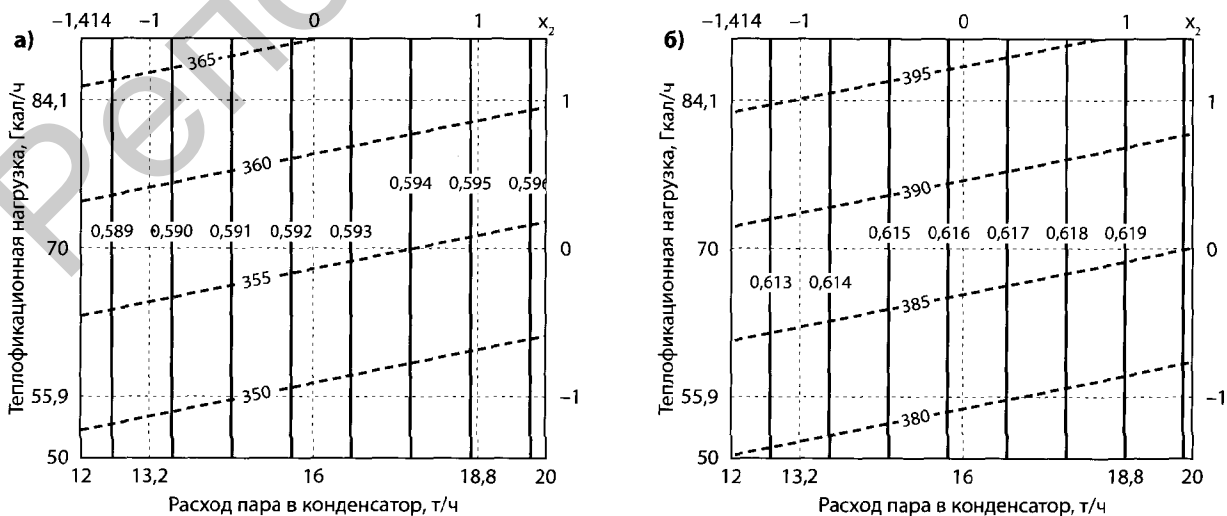 −1,414 −1 0 1 x2
а)
365
84,1
1
360
0,594 0,595 0,596
0,589 0,590 0,591 0,592 0,593
70
0
355
350
55,9
−1
50
12 13,2 16 18,8 20
Расход пара в конденсатор, т/ч
Теплофикационная нагрузка, Гкал/ч
−1,414 −1 0 1 x2
б)
395
84,1
1
390
0,615 0,616 0,617 0,618 0,619
70
0
0,613 0,614
385
55,9
−1
380
50
12 13,2 16 18,8 20
Расход пара в конденсатор, т/ч
Теплофикационная нагрузка, Гкал/ч
Репо